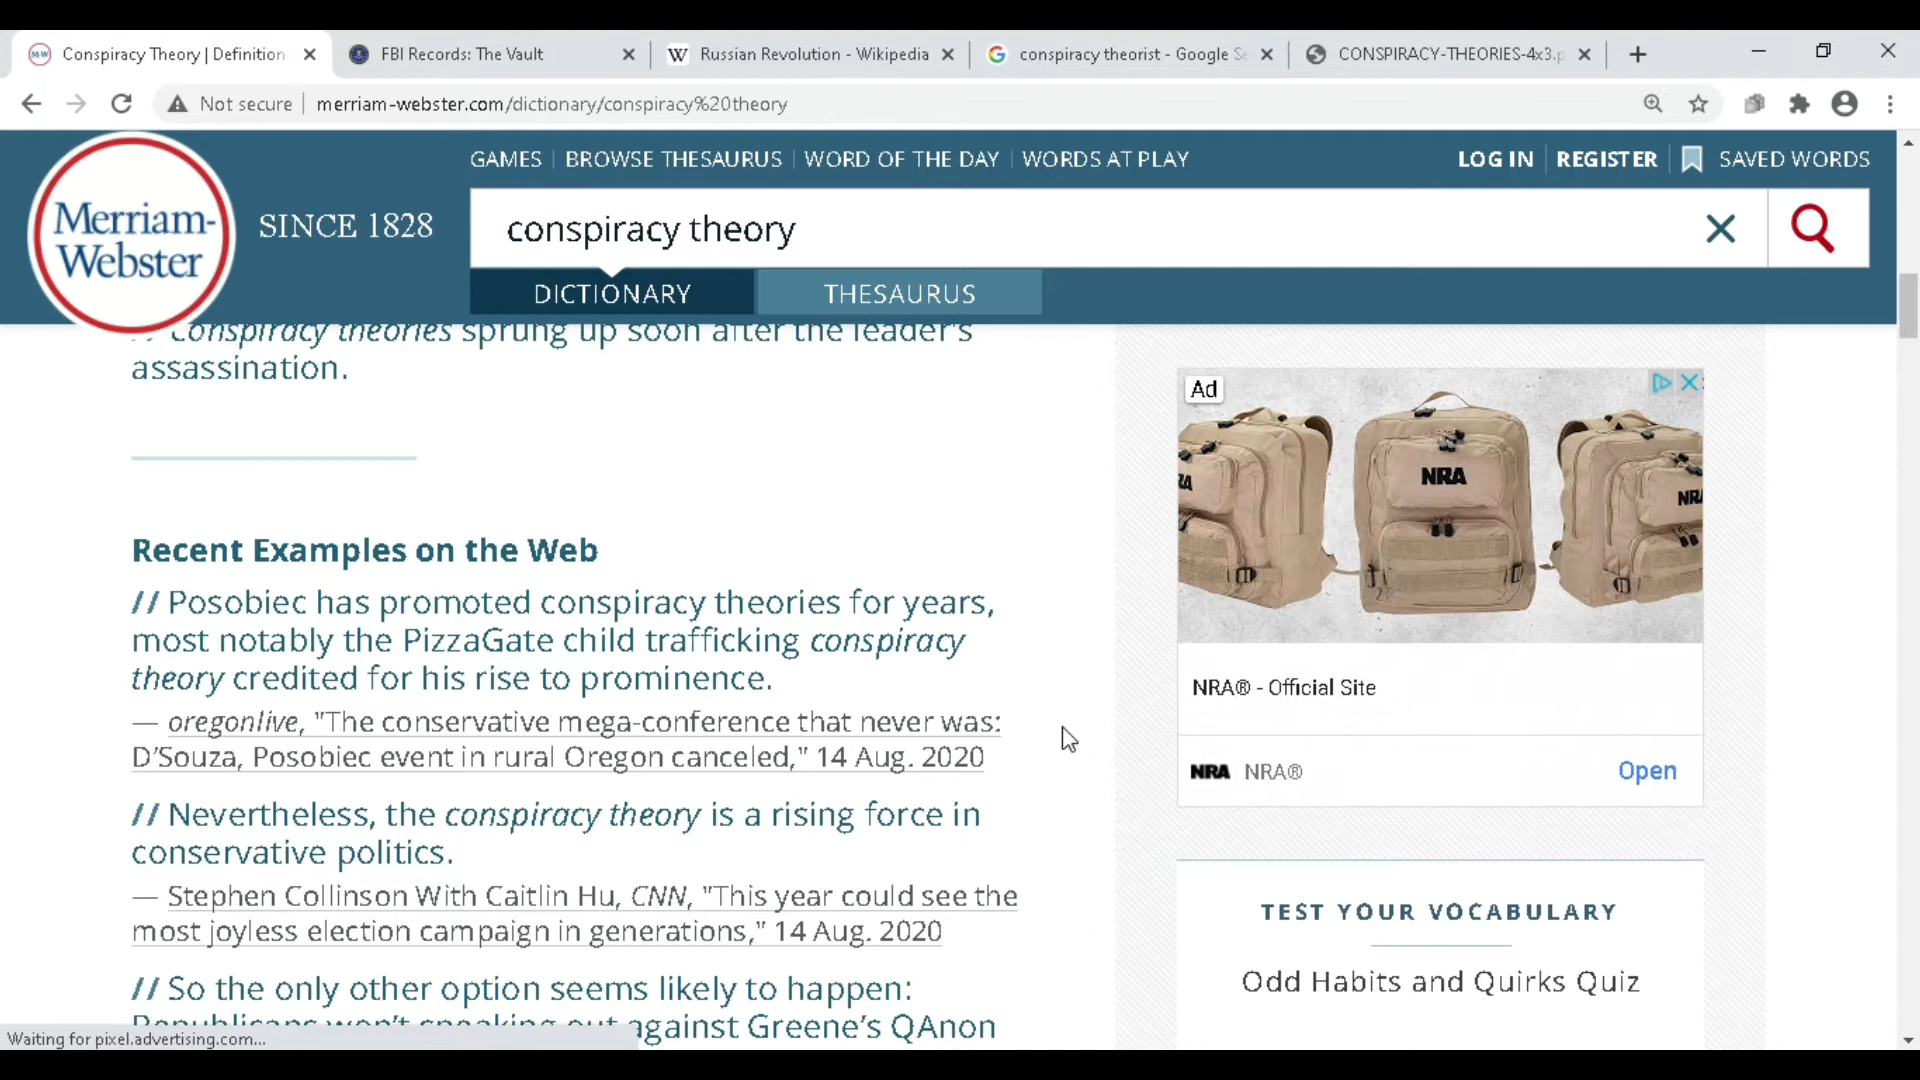 Conspiracy Theory | Definition
FBI Records: The Vault
Russian Revolution - Wikipedia
conspiracy theorist - Google Se
CONSPIRACY-THEORIES-4x3.p
Not secure | merriam-webster.com/dictionary/conspiracy%20theory
GAMES | BROWSE THESAURUS | WORD OF THE DAY | WORDS AT PLAY
LOG IN | REGISTER | SAVED WORDS
Merriam-
Webster
SINCE 1828
conspiracy theory
DICTIONARY
THESAURUS
// Conspiracy theories sprung up soon after the leader's
assassination.
Recent Examples on the Web
// Posobiec has promoted conspiracy theories for years,
most notably the PizzaGate child trafficking conspiracy
theory credited for his rise to prominence.
— oregonlive, "The conservative mega-conference that never was:
D’Souza, Posobiec event in rural Oregon canceled," 14 Aug. 2020
// Nevertheless, the conspiracy theory is a rising force in
conservative politics.
— Stephen Collinson With Caitlin Hu, CNN, "This year could see the
most joyless election campaign in generations," 14 Aug. 2020
// So the only other option seems likely to happen:
Republicans won’t speaking out against Greene’s QAnon
Ad
NRA
NRA
NRA® - Official Site
NRA NRA®
Open
TEST YOUR VOCABULARY
Odd Habits and Quirks Quiz
Waiting for pixel.advertising.com...